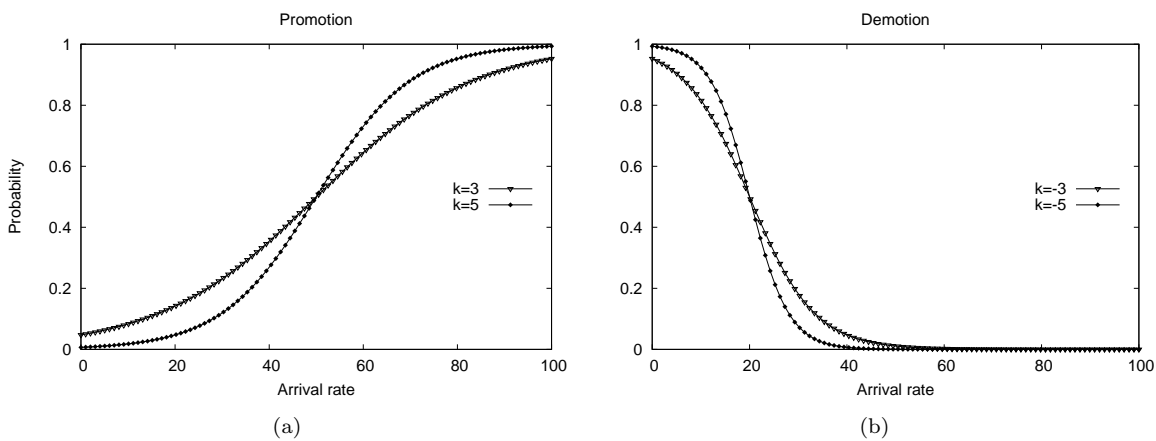 Promotion
1
0.8
0.6
0.4
0.2
0
Probability
0 20 40 60 80 100
Arrival rate
k=3
k=5
(a)
Demotion
1
0.8
0.6
0.4
0.2
0
0 20 40 60 80 100
Arrival rate
k=-3
k=-5
(b)